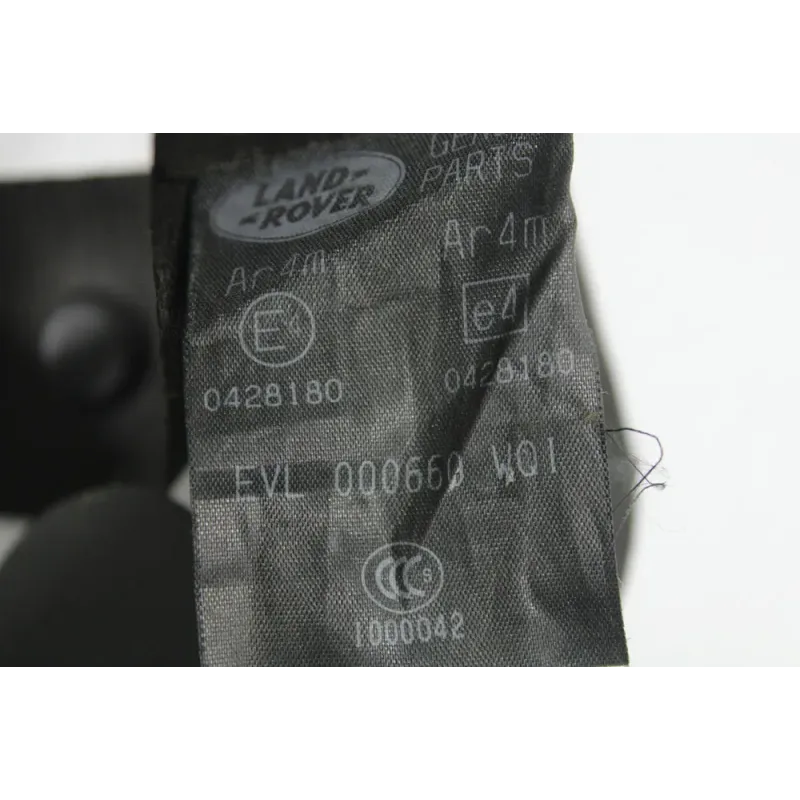 LAND-
-ROVER
PARTS
Ar4m
Ar4m
E4
e4
0428180
0428180
EVL 000660 WQI
CCC S
1000042